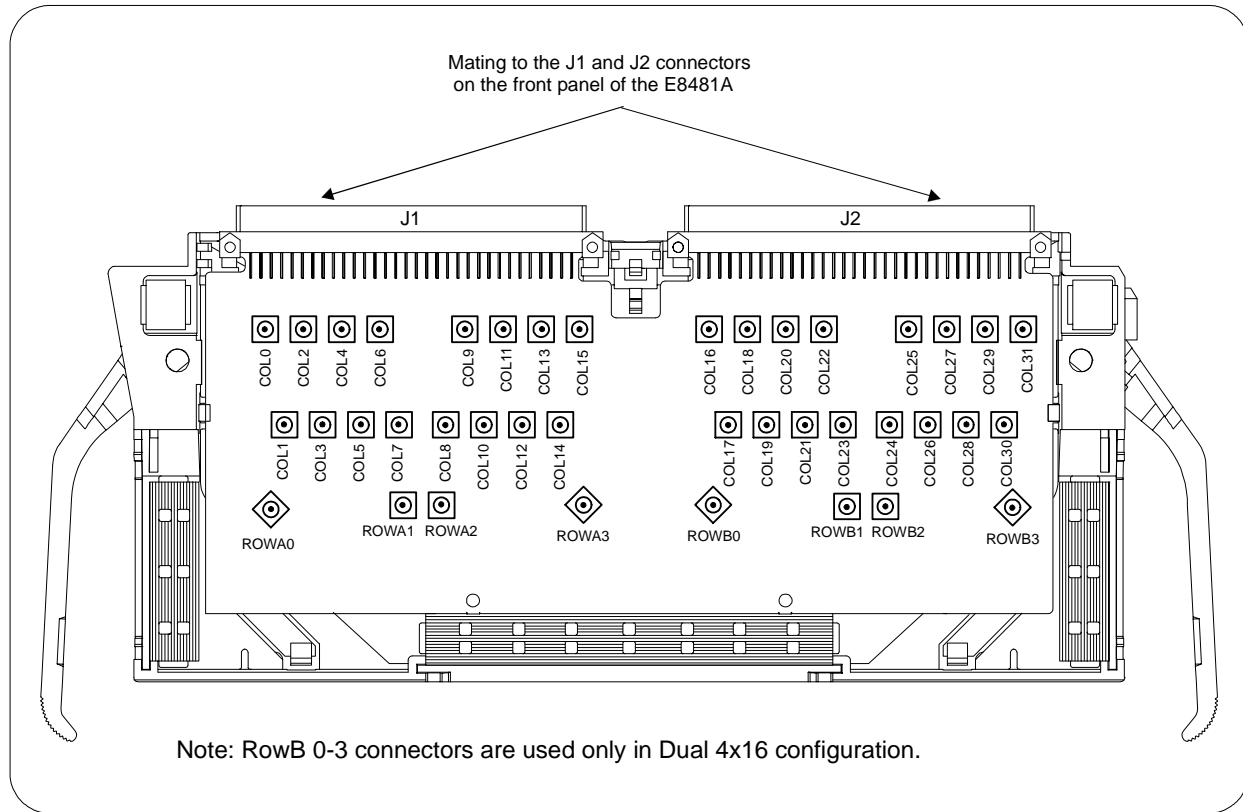 Mating to the J1 and J2 connectors
on the front panel of the E8481A
J1
J2
COL0
COL2
COL4
COL6
COL9
COL11
COL13
COL15
COL16
COL18
COL20
COL22
COL25
COL27
COL29
COL31
COL1
COL3
COL5
COL7
COL8
COL10
COL12
COL14
COL17
COL19
COL21
COL23
COL24
COL26
COL28
COL30
ROWA0
ROWA1
ROWA2
ROWA3
ROWB0
ROWB1
ROWB2
ROWB3
Note: RowB 0-3 connectors are used only in Dual 4x16 configuration.